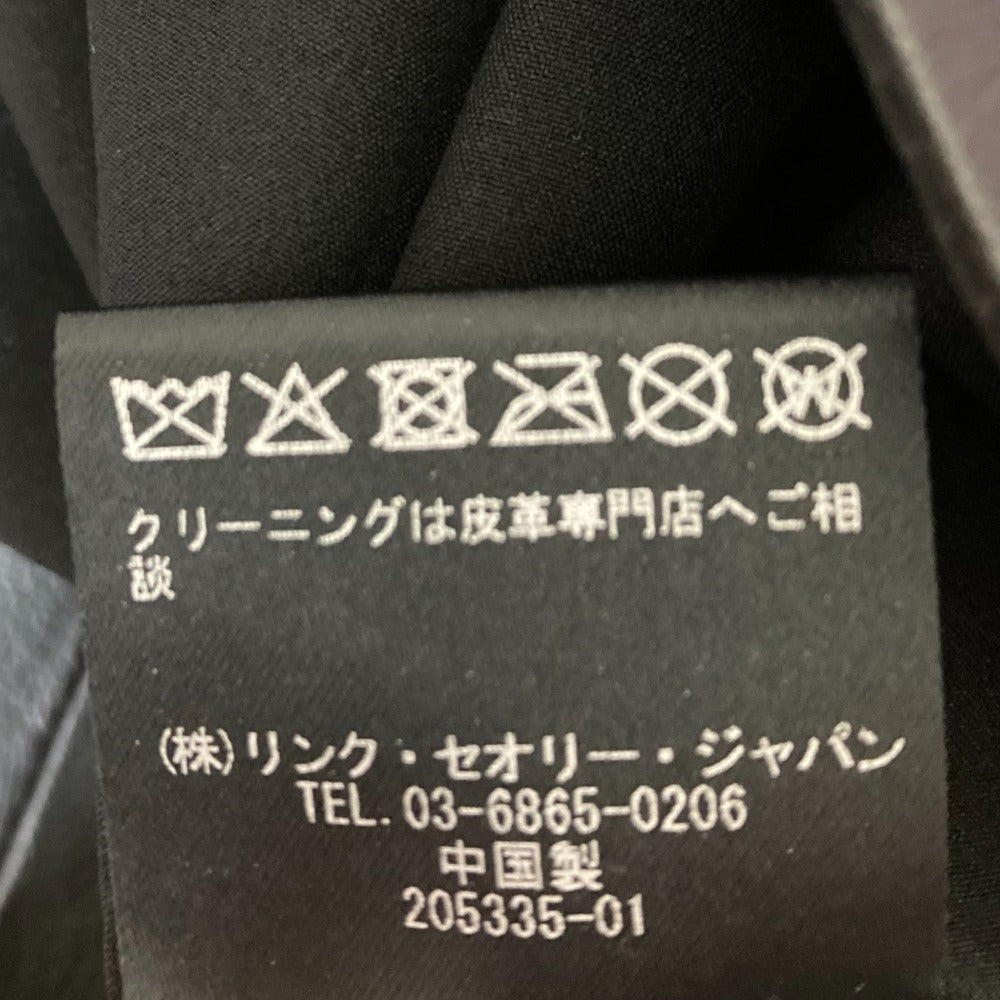 W
クリーニングは皮革専門店へご相
談
(株)リンク・セオリー・ジャパン
TEL. 03-6865-0206
中国製
205335-01